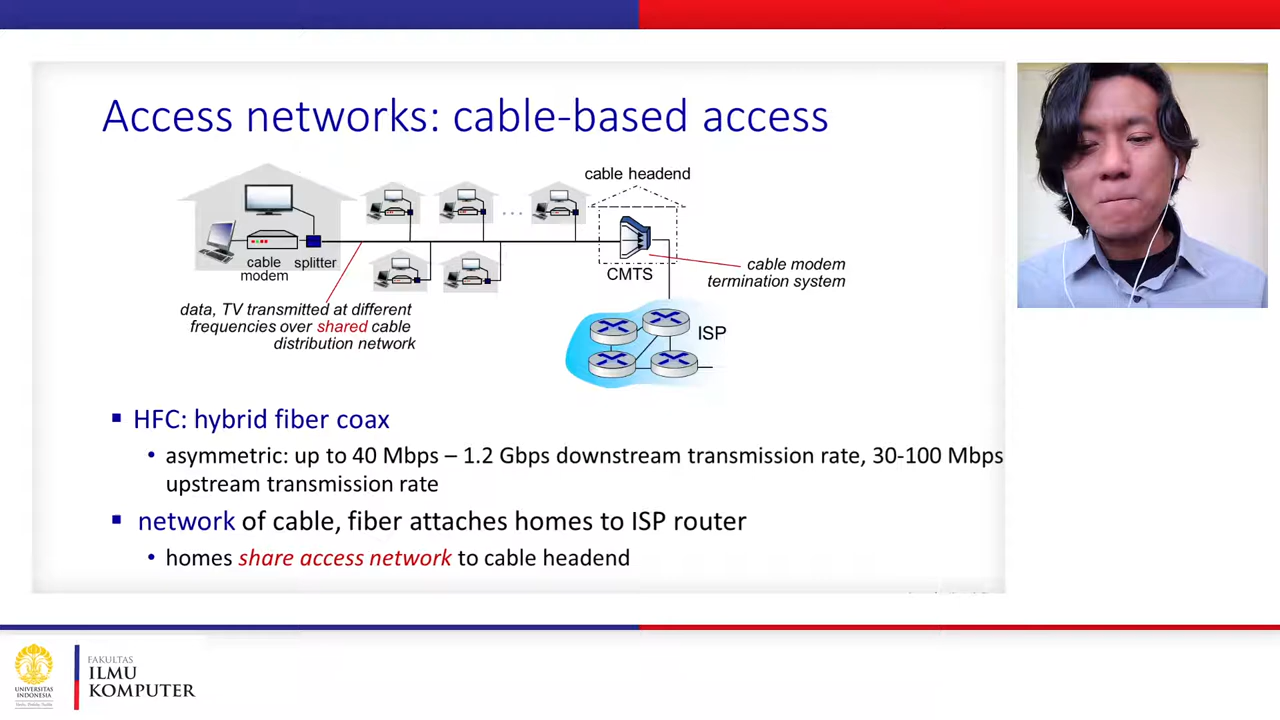 Access networks: cable-based access
cable headend
cable
modem
splitter
CMTS
cable modem
termination system
data, TV transmitted at different
frequencies over shared cable
distribution network
ISP
▪ HFC: hybrid fiber coax
• asymmetric: up to 40 Mbps – 1.2 Gbps downstream transmission rate, 30-100 Mbps
upstream transmission rate
▪ network of cable, fiber attaches homes to ISP router
• homes share access network to cable headend
UNIVERSITAS
INDONESIA
FAKULTAS
ILMU
KOMPUTER